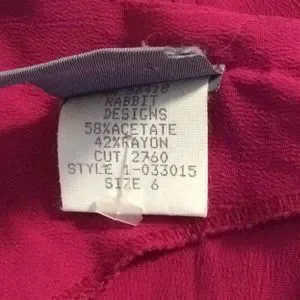 RABBIT
DESIGNS
58%ACETATE
42%RAYON
CUT 2760
STYLE 1-033015
SIZE 6